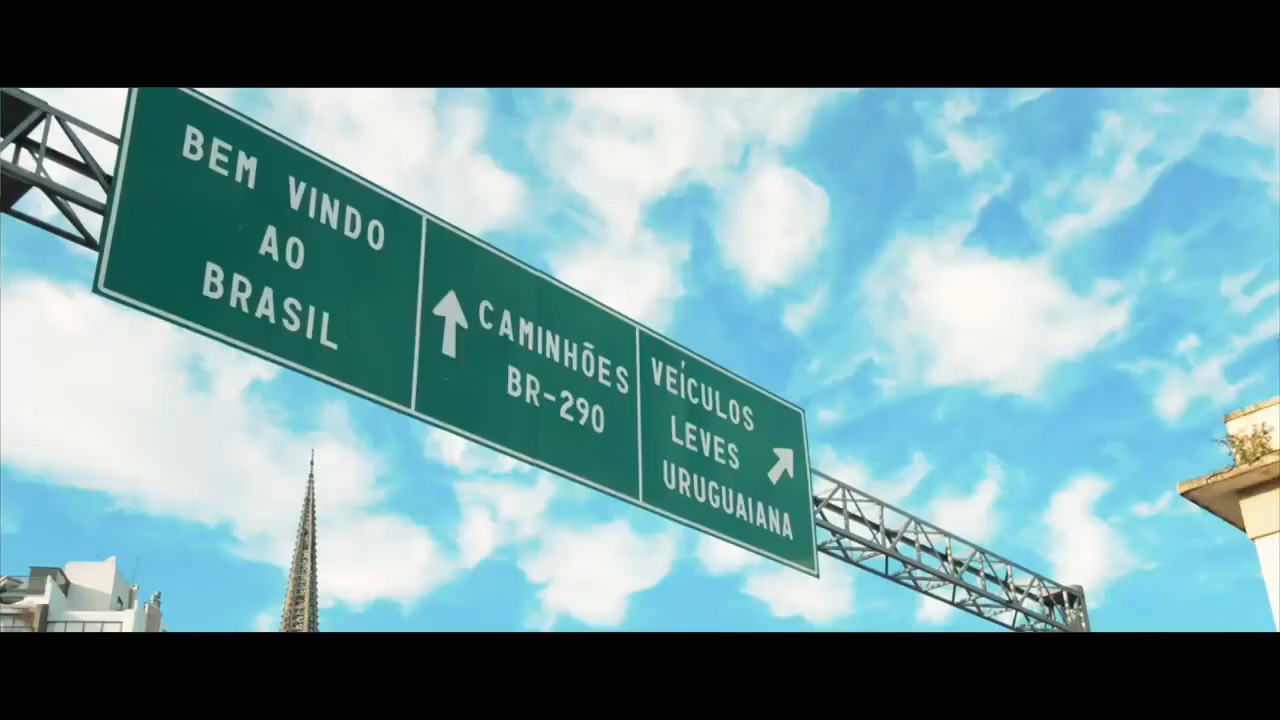 BEM VINDO
AO
BRASIL
CAMINHÕES
BR-290
VEÍCULOS
LEVES
URUGUAIANA